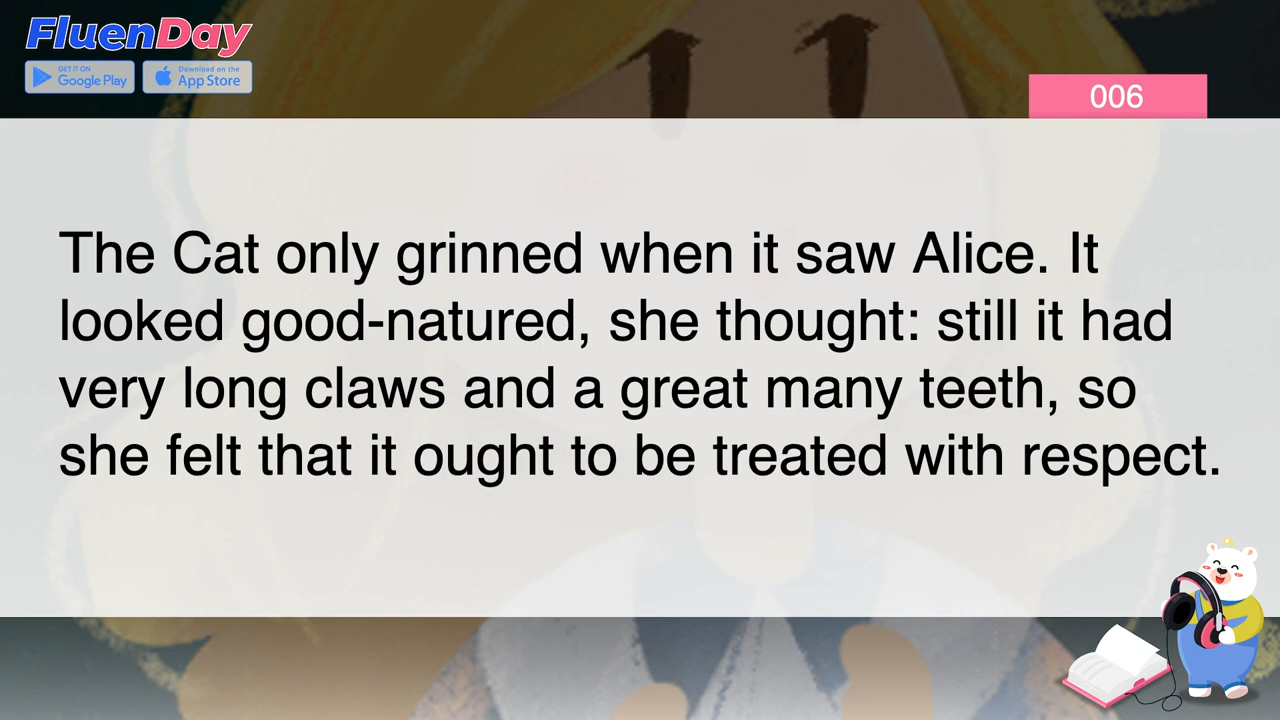 FluenDay
GET IT ON
Google Play
Download on the
App Store
006
The Cat only grinned when it saw Alice. It
looked good-natured, she thought: still it had
very long claws and a great many teeth, so
she felt that it ought to be treated with respect.